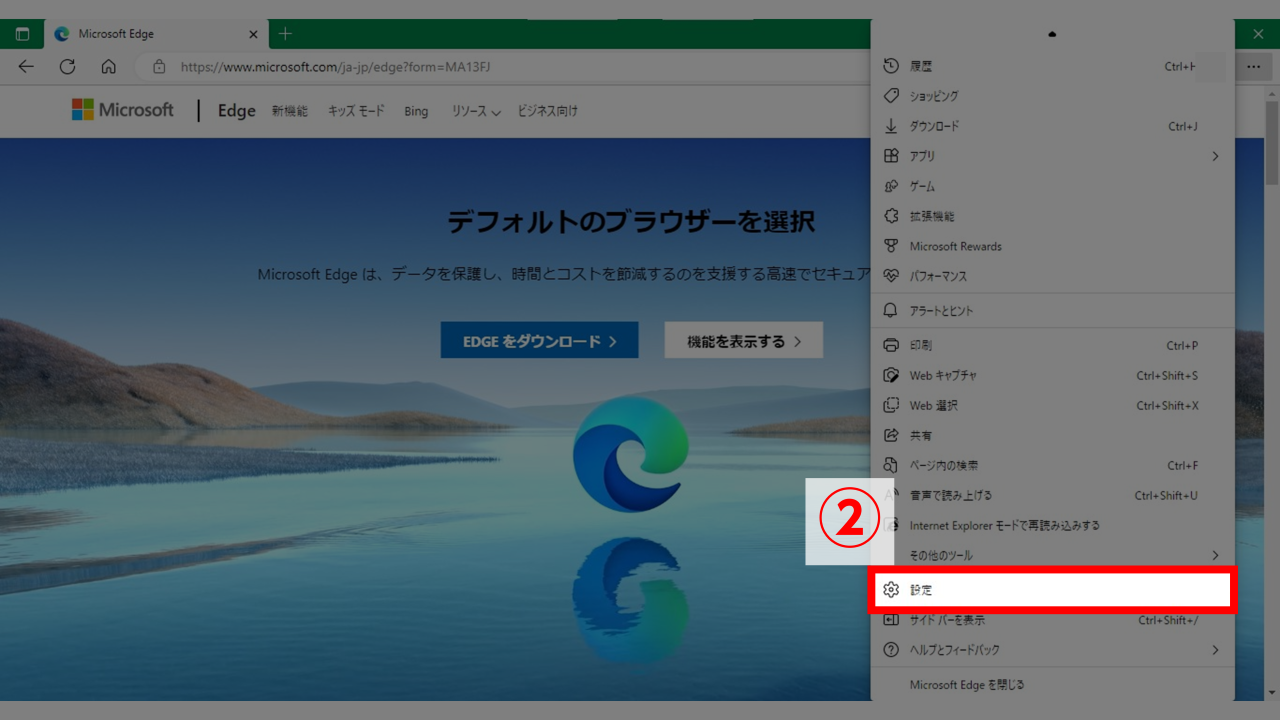 Microsoft Edge
https://www.microsoft.com/ja-jp/edge?form=MA13FJ
Microsoft
Edge 新機能 キッズ モード Bing リソース ビジネス向け
デフォルトのブラウザーを選択
Microsoft Edge は、データを保護し、時間とコストを節減するのを支援する高速でセキュア
EDGE をダウンロード
機能を表示する
履歴 Ctrl+H
ショッピング
ダウンロード Ctrl+J
アプリ
ゲーム
拡張機能
Microsoft Rewards
パフォーマンス
アラートとヒント
印刷 Ctrl+P
Web キャプチャ Ctrl+Shift+S
Web 選択 Ctrl+Shift+X
共有
ページ内の検索 Ctrl+F
音声で読み上げる Ctrl+Shift+U
Internet Explorer モードで再読み込みする
その他のツール
②
設定
サイド バーを表示 Ctrl+Shift+/
ヘルプとフィードバック
Microsoft Edge を閉じる